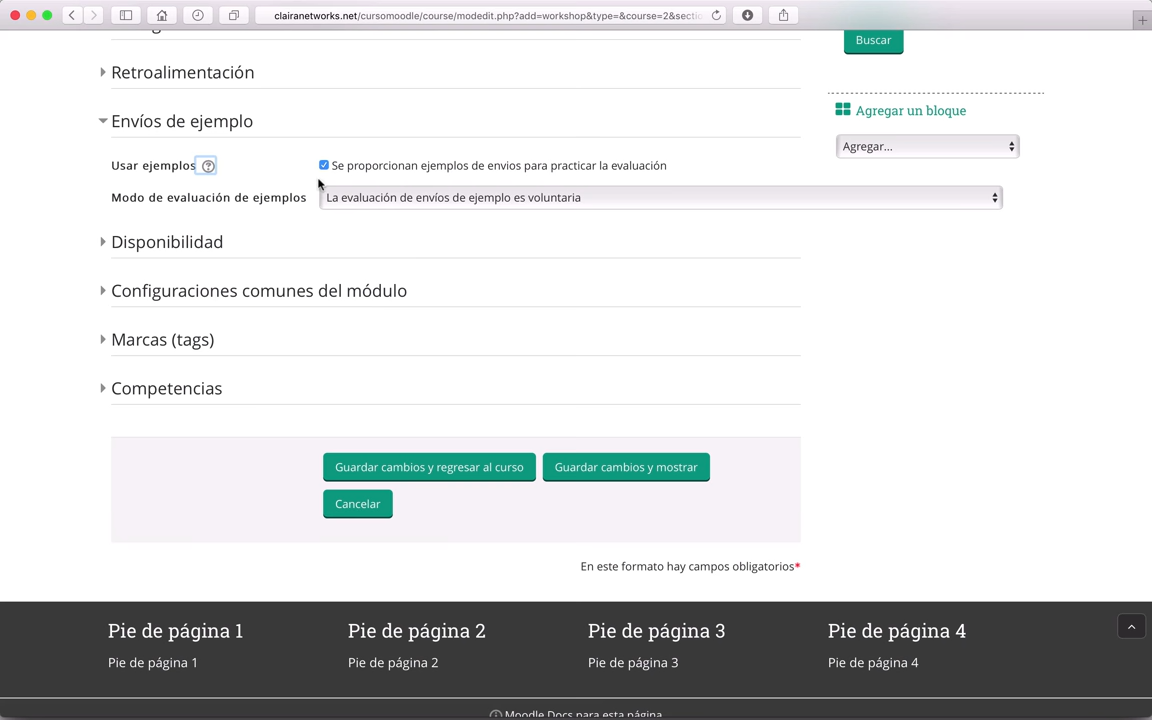 clairanetworks.net/cursomoodle/course/modedit.php?add=workshop&type=&course=2&secti
Buscar
Retroalimentación
Envíos de ejemplo
Agregar un bloque
Agregar...
Usar ejemplos
Se proporcionan ejemplos de envios para practicar la evaluación
Modo de evaluación de ejemplos
La evaluación de envíos de ejemplo es voluntaria
Disponibilidad
Configuraciones comunes del módulo
Marcas (tags)
Competencias
Guardar cambios y regresar al curso
Guardar cambios y mostrar
Cancelar
En este formato hay campos obligatorios*
Pie de página 1
Pie de página 2
Pie de página 3
Pie de página 4
Pie de página 1
Pie de página 2
Pie de página 3
Pie de página 4
Moodle Docs para esta página